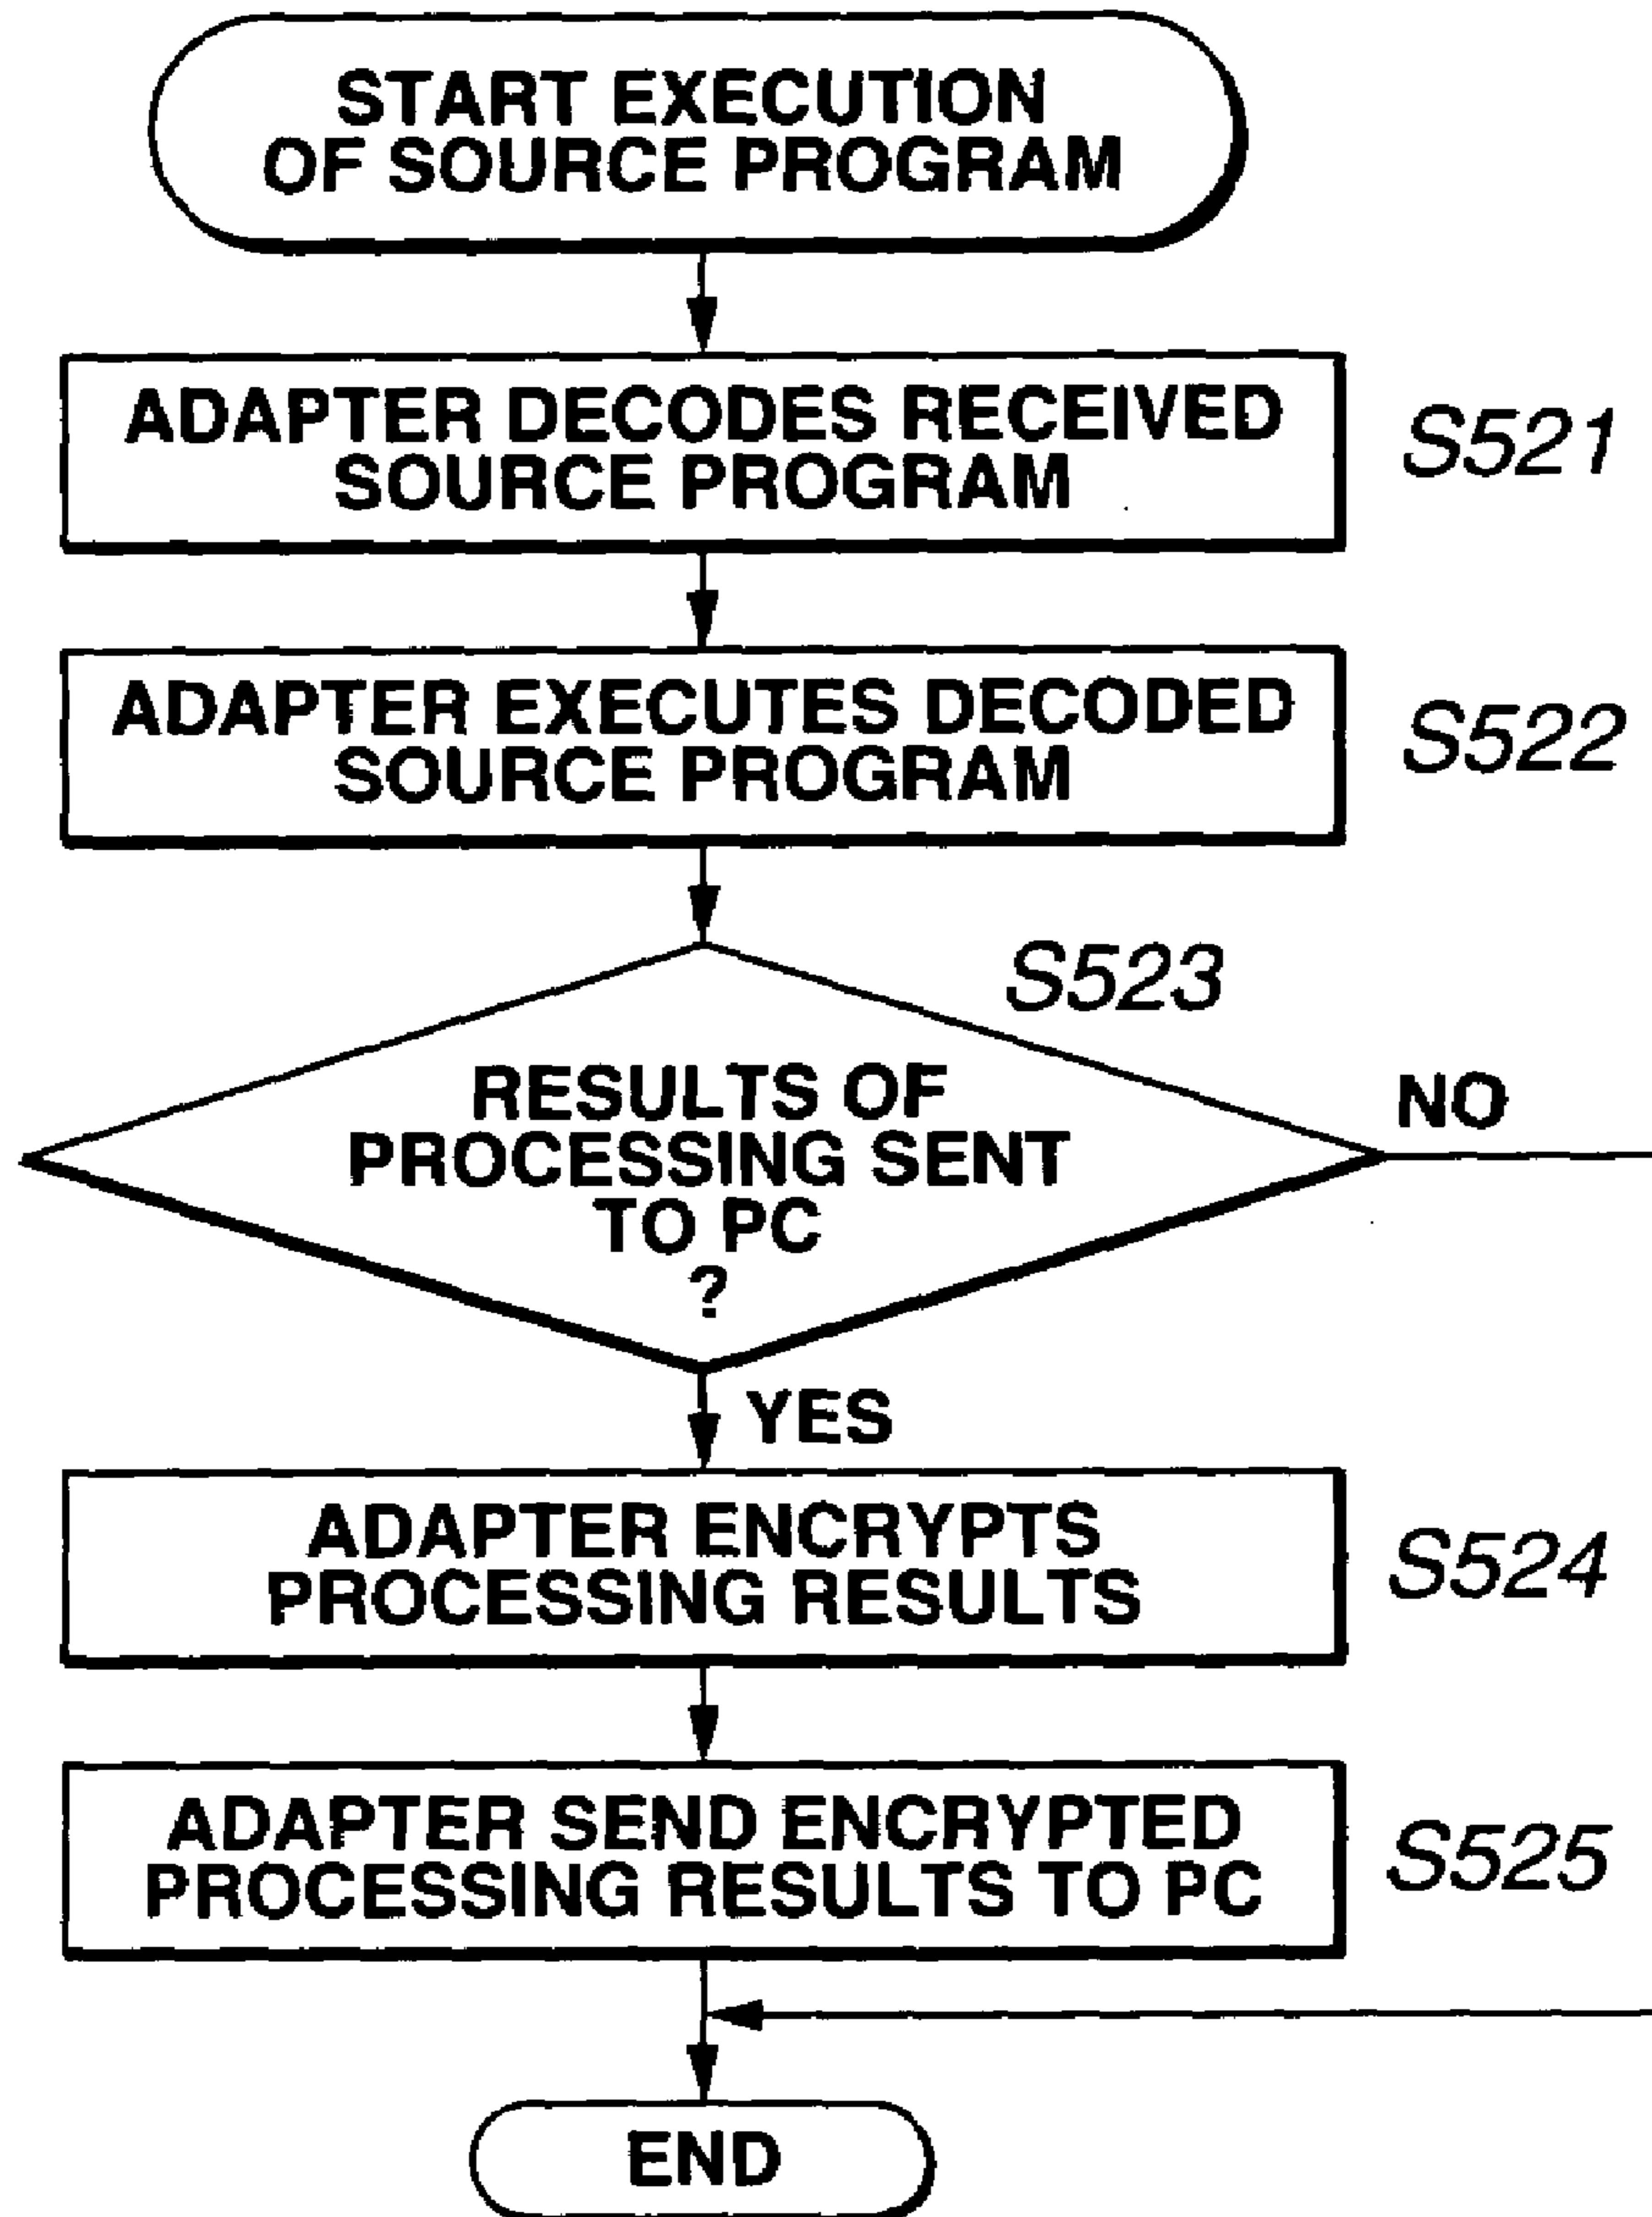 START EXECUTION
OF SOURCE PROGRAM
ADAPTER DECODES RECEIVED
SOURCE PROGRAM
S521
ADAPTER EXECUTES DECODED
SOURCE PROGRAM
S522
S523
RESULTS OF
PROCESSING SENT
TO PC
?
NO
YES
ADAPTER ENCRYPTS
PROCESSING RESULTS
S524
ADAPTER SEND ENCRYPTED
PROCESSING RESULTS TO PC
S525
END